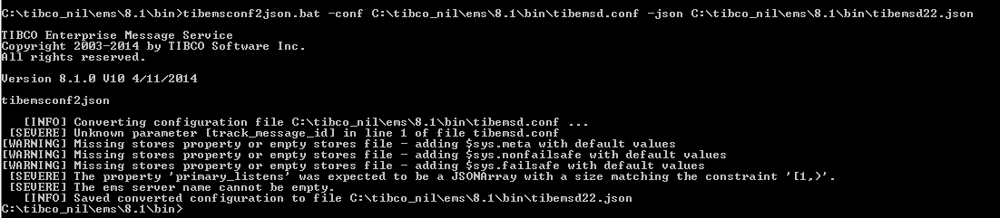 C:\tibco_nil\ems\8.1\bin>tibemsconf2json.bat -conf C:\tibco_nil\ems\8.1\bin\tibemsd.conf -json C:\tibco_nil\ems\8.1\bin\tibemsd22.json
TIBCO Enterprise Message Service
Copyright 2003-2014 by TIBCO Software Inc.
All rights reserved.
Version 8.1.0 V10 4/11/2014
tibemsconf2json
[INFO] Converting configuration file C:\tibco_nil\ems\8.1\bin\tibemsd.conf ...
[SEVERE] Unknown parameter [track_message_id] in line 1 of file tibemsd.conf
[WARNING] Missing stores property or empty stores file - adding $sys.meta with default values
[WARNING] Missing stores property or empty stores file - adding $sys.nonfailsafe with default values
[WARNING] Missing stores property or empty stores file - adding $sys.failsafe with default values
[SEVERE] The property 'primary_listens' was expected to be a JSONArray with a size matching the constraint '[1,)'.
[SEVERE] The ems server name cannot be empty.
[INFO] Saved converted configuration to file C:\tibco_nil\ems\8.1\bin\tibemsd22.json
C:\tibco_nil\ems\8.1\bin>